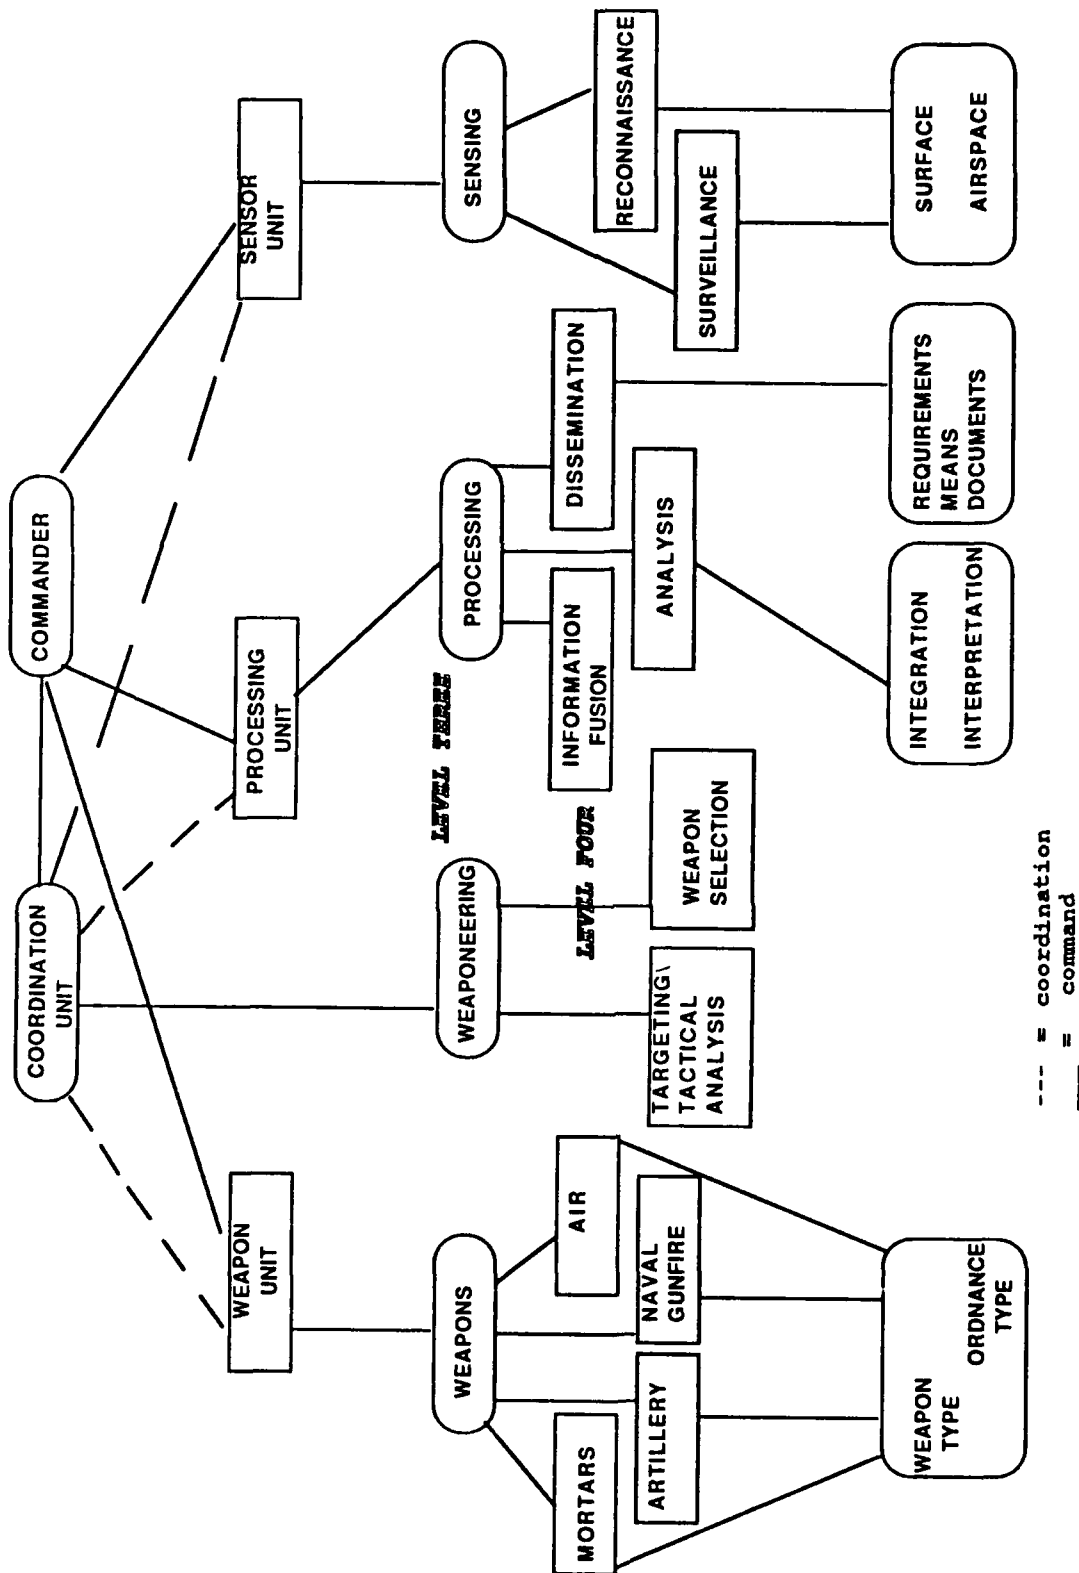 COMMANDER
COORDINATION
UNIT
SENSOR
UNIT
PROCESSING
UNIT
WEAPON
UNIT
LEVEL THREE
WEAPONS
WEAPONEERING
PROCESSING
SENSING
LEVEL FOUR
MORTARS
ARTILLERY
NAVAL
GUNFIRE
AIR
TARGETING\
TACTICAL
ANALYSIS
WEAPON
SELECTION
INFORMATION
FUSION
ANALYSIS
DISSEMINATION
SURVEILLANCE
RECONNAISSANCE
WEAPON
TYPE
ORDNANCE
TYPE
INTEGRATION
INTERPRETATION
REQUIREMENTS
MEANS
DOCUMENTS
SURFACE
AIRSPACE
--- = coordination
___ = command